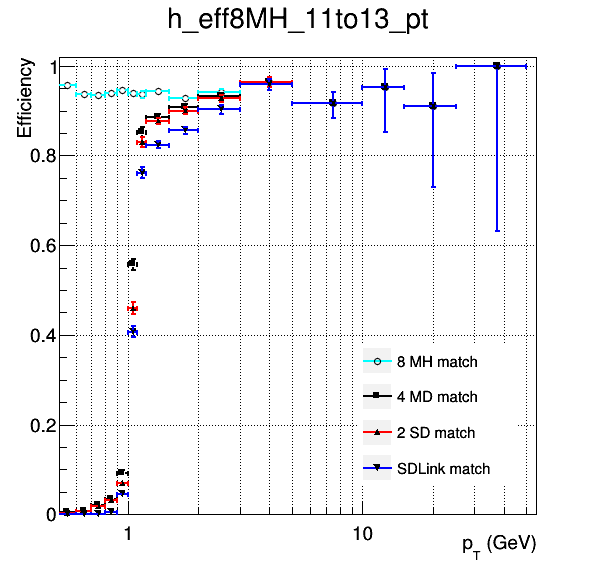 h_eff8MH_11to13_pt
Efficiency
1
0.8
0.6
0.4
0.2
0
8 MH match
4 MD match
2 SD match
SDLink match
1
10
p_T (GeV)